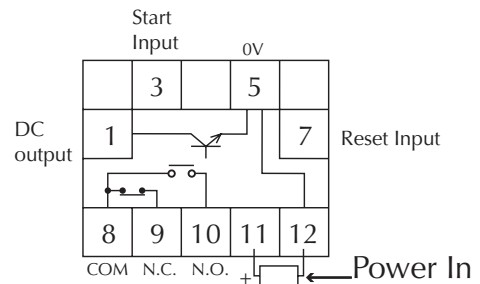 Start
Input
0V
3 5
DC
output
1 7
Reset Input
8 9 10 11 12
COM N.C. N.O. +
Power In